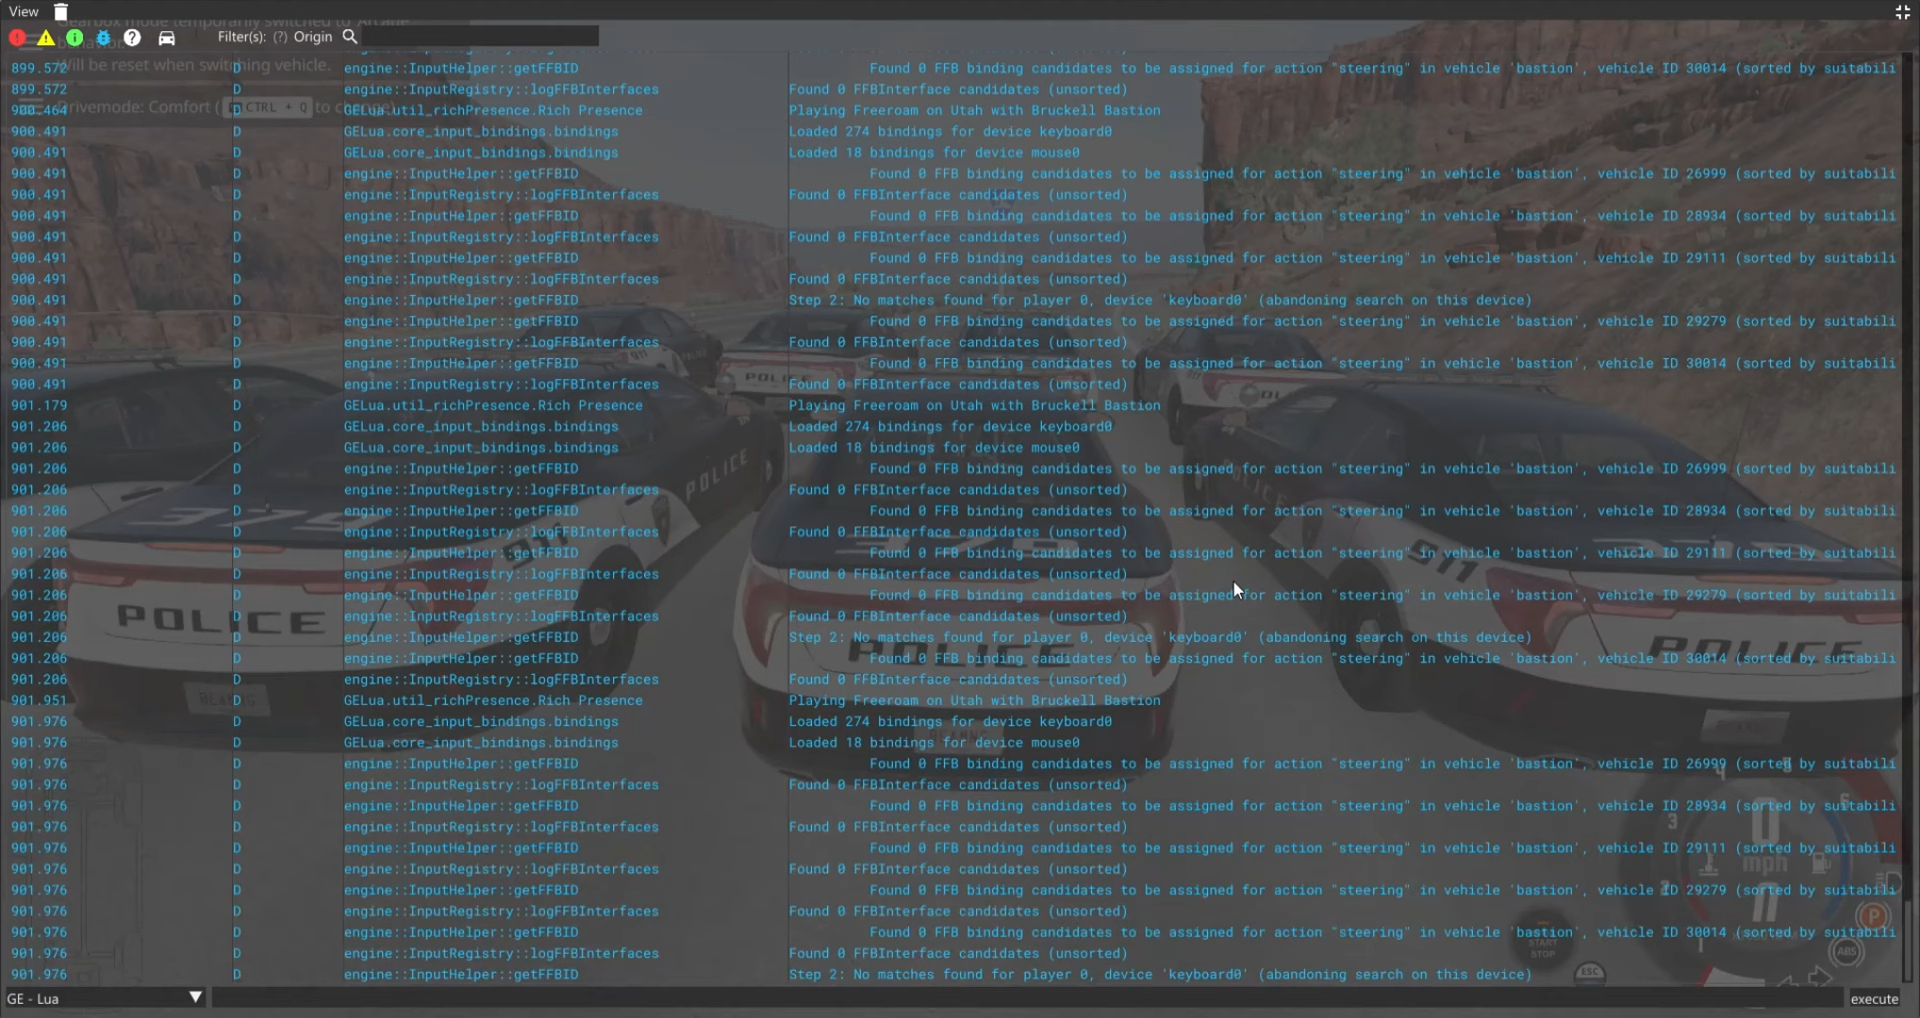 View
Gearbox mode temporarily switched to 'Arcade'
behavior.
Will be reset when switching vehicle.
Filter(s): (?) Origin
Drivemode: Comfort ( CTRL + Q to change)
899.572 D engine::InputHelper::getFFBID Found 0 FFB binding candidates to be assigned for action "steering" in vehicle 'bastion', vehicle ID 30014 (sorted by suitabili
899.572 D engine::InputRegistry::logFFBInterfaces Found 0 FFBInterface candidates (unsorted)
900.464 D GELua.util_richPresence.Rich Presence Playing Freeroam on Utah with Bruckell Bastion
900.491 D GELua.core_input_bindings.bindings Loaded 274 bindings for device keyboard0
900.491 D GELua.core_input_bindings.bindings Loaded 18 bindings for device mouse0
900.491 D engine::InputHelper::getFFBID Found 0 FFB binding candidates to be assigned for action "steering" in vehicle 'bastion', vehicle ID 26999 (sorted by suitabili
900.491 D engine::InputRegistry::logFFBInterfaces Found 0 FFBInterface candidates (unsorted)
900.491 D engine::InputHelper::getFFBID Found 0 FFB binding candidates to be assigned for action "steering" in vehicle 'bastion', vehicle ID 28934 (sorted by suitabili
900.491 D engine::InputRegistry::logFFBInterfaces Found 0 FFBInterface candidates (unsorted)
900.491 D engine::InputHelper::getFFBID Found 0 FFB binding candidates to be assigned for action "steering" in vehicle 'bastion', vehicle ID 29111 (sorted by suitabili
900.491 D engine::InputRegistry::logFFBInterfaces Found 0 FFBInterface candidates (unsorted)
900.491 D engine::InputHelper::getFFBID Step 2: No matches found for player 0, device 'keyboard0' (abandoning search on this device)
900.491 D engine::InputHelper::getFFBID Found 0 FFB binding candidates to be assigned for action "steering" in vehicle 'bastion', vehicle ID 29279 (sorted by suitabili
900.491 D engine::InputRegistry::logFFBInterfaces Found 0 FFBInterface candidates (unsorted)
900.491 D engine::InputHelper::getFFBID Found 0 FFB binding candidates to be assigned for action "steering" in vehicle 'bastion', vehicle ID 30014 (sorted by suitabili
900.491 D engine::InputRegistry::logFFBInterfaces Found 0 FFBInterface candidates (unsorted)
901.179 D GELua.util_richPresence.Rich Presence Playing Freeroam on Utah with Bruckell Bastion
901.206 D GELua.core_input_bindings.bindings Loaded 274 bindings for device keyboard0
901.206 D GELua.core_input_bindings.bindings Loaded 18 bindings for device mouse0
901.206 D engine::InputHelper::getFFBID Found 0 FFB binding candidates to be assigned for action "steering" in vehicle 'bastion', vehicle ID 26999 (sorted by suitabili
901.206 D engine::InputRegistry::logFFBInterfaces Found 0 FFBInterface candidates (unsorted)
901.206 D engine::InputHelper::getFFBID Found 0 FFB binding candidates to be assigned for action "steering" in vehicle 'bastion', vehicle ID 28934 (sorted by suitabili
901.206 D engine::InputRegistry::logFFBInterfaces Found 0 FFBInterface candidates (unsorted)
901.206 D engine::InputHelper::getFFBID Found 0 FFB binding candidates to be assigned for action "steering" in vehicle 'bastion', vehicle ID 29111 (sorted by suitabili
901.206 D engine::InputRegistry::logFFBInterfaces Found 0 FFBInterface candidates (unsorted)
901.206 D engine::InputHelper::getFFBID Found 0 FFB binding candidates to be assigned for action "steering" in vehicle 'bastion', vehicle ID 29279 (sorted by suitabili
901.206 D engine::InputRegistry::logFFBInterfaces Found 0 FFBInterface candidates (unsorted)
901.206 D engine::InputHelper::getFFBID Step 2: No matches found for player 0, device 'keyboard0' (abandoning search on this device)
901.206 D engine::InputHelper::getFFBID Found 0 FFB binding candidates to be assigned for action "steering" in vehicle 'bastion', vehicle ID 30014 (sorted by suitabili
901.206 D engine::InputRegistry::logFFBInterfaces Found 0 FFBInterface candidates (unsorted)
901.951 D GELua.util_richPresence.Rich Presence Playing Freeroam on Utah with Bruckell Bastion
901.976 D GELua.core_input_bindings.bindings Loaded 274 bindings for device keyboard0
901.976 D GELua.core_input_bindings.bindings Loaded 18 bindings for device mouse0
901.976 D engine::InputHelper::getFFBID Found 0 FFB binding candidates to be assigned for action "steering" in vehicle 'bastion', vehicle ID 26999 (sorted by suitabili
901.976 D engine::InputRegistry::logFFBInterfaces Found 0 FFBInterface candidates (unsorted)
901.976 D engine::InputHelper::getFFBID Found 0 FFB binding candidates to be assigned for action "steering" in vehicle 'bastion', vehicle ID 28934 (sorted by suitabili
901.976 D engine::InputRegistry::logFFBInterfaces Found 0 FFBInterface candidates (unsorted)
901.976 D engine::InputHelper::getFFBID Found 0 FFB binding candidates to be assigned for action "steering" in vehicle 'bastion', vehicle ID 29111 (sorted by suitabili
901.976 D engine::InputRegistry::logFFBInterfaces Found 0 FFBInterface candidates (unsorted)
901.976 D engine::InputHelper::getFFBID Found 0 FFB binding candidates to be assigned for action "steering" in vehicle 'bastion', vehicle ID 29279 (sorted by suitabili
901.976 D engine::InputRegistry::logFFBInterfaces Found 0 FFBInterface candidates (unsorted)
901.976 D engine::InputHelper::getFFBID Found 0 FFB binding candidates to be assigned for action "steering" in vehicle 'bastion', vehicle ID 30014 (sorted by suitabili
901.976 D engine::InputRegistry::logFFBInterfaces Found 0 FFBInterface candidates (unsorted)
901.976 D engine::InputHelper::getFFBID Step 2: No matches found for player 0, device 'keyboard0' (abandoning search on this device)
POLICE
911
POLICE
POLICE
375
911
911
POLICE
POLICE
POLICE
0
mph
P
ABS
START
STOP
ESC
GE - Lua
execute